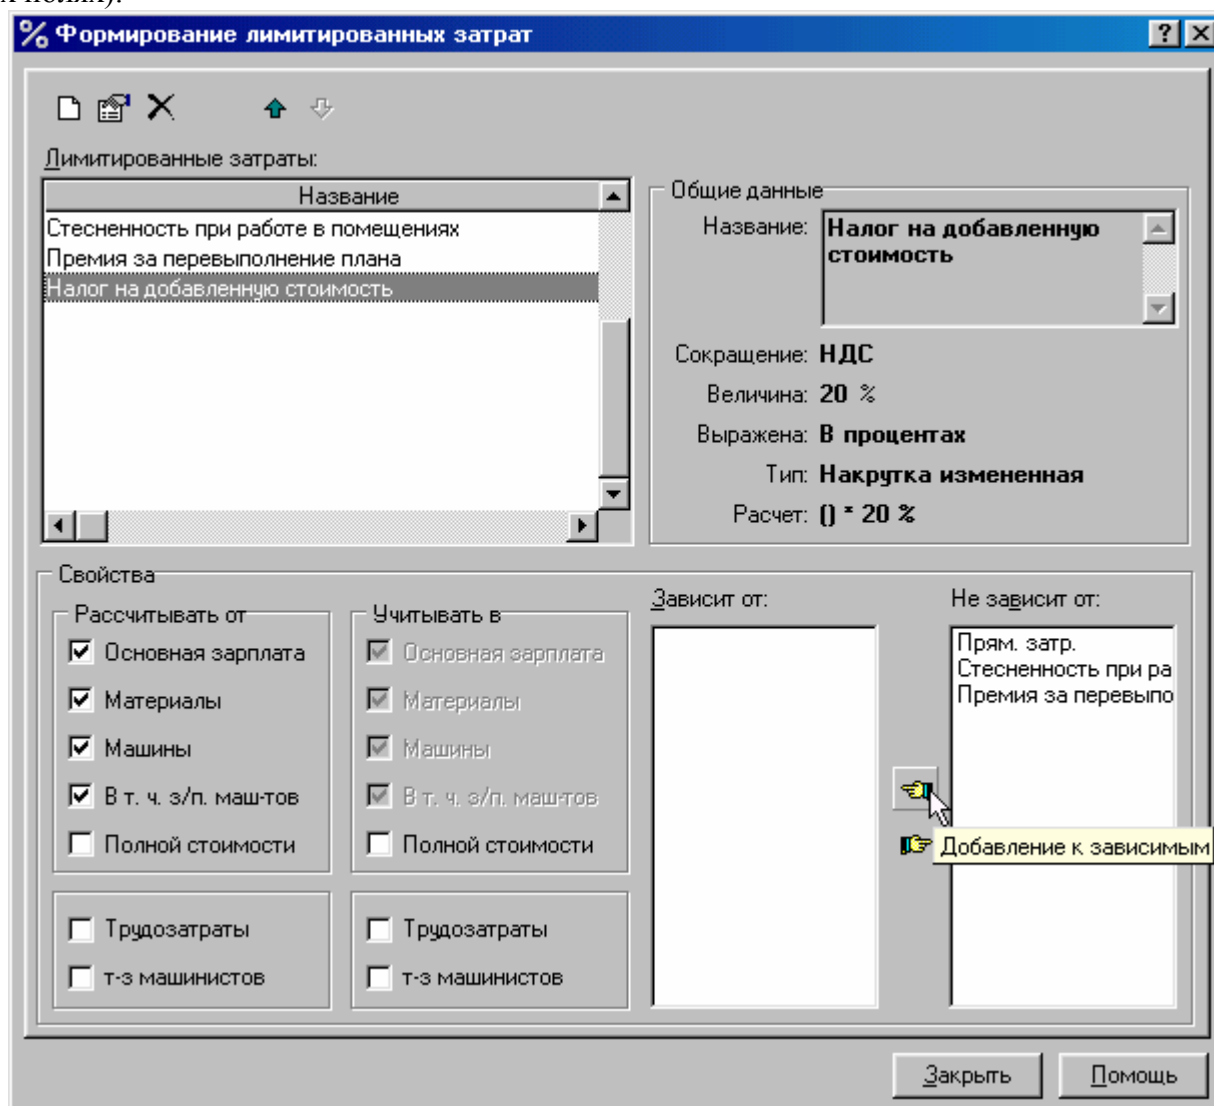 х полях).
% Формирование лимитированных затрат
Лимитированные затраты:
Название
Стесненность при работе в помещениях
Премия за перевыполнение плана
Налог на добавленную стоимость
Общие данные
Название: Налог на добавленную
стоимость
Сокращение: НДС
Величина: 20 %
Выражена: В процентах
Тип: Накрутка измененная
Расчет: () * 20 %
Свойства
Рассчитывать от
Основная зарплата
Материалы
Машины
В т. ч. з/п. маш-тов
Полной стоимости
Трудозатраты
т-з машинистов
Учитывать в
Основная зарплата
Материалы
Машины
В т. ч. з/п. маш-тов
Полной стоимости
Трудозатраты
т-з машинистов
Зависит от:
Не зависит от:
Прям. затр.
Стесненность при ра
Премия за перевыпо
Добавление к зависимым
Закрыть
Помощь